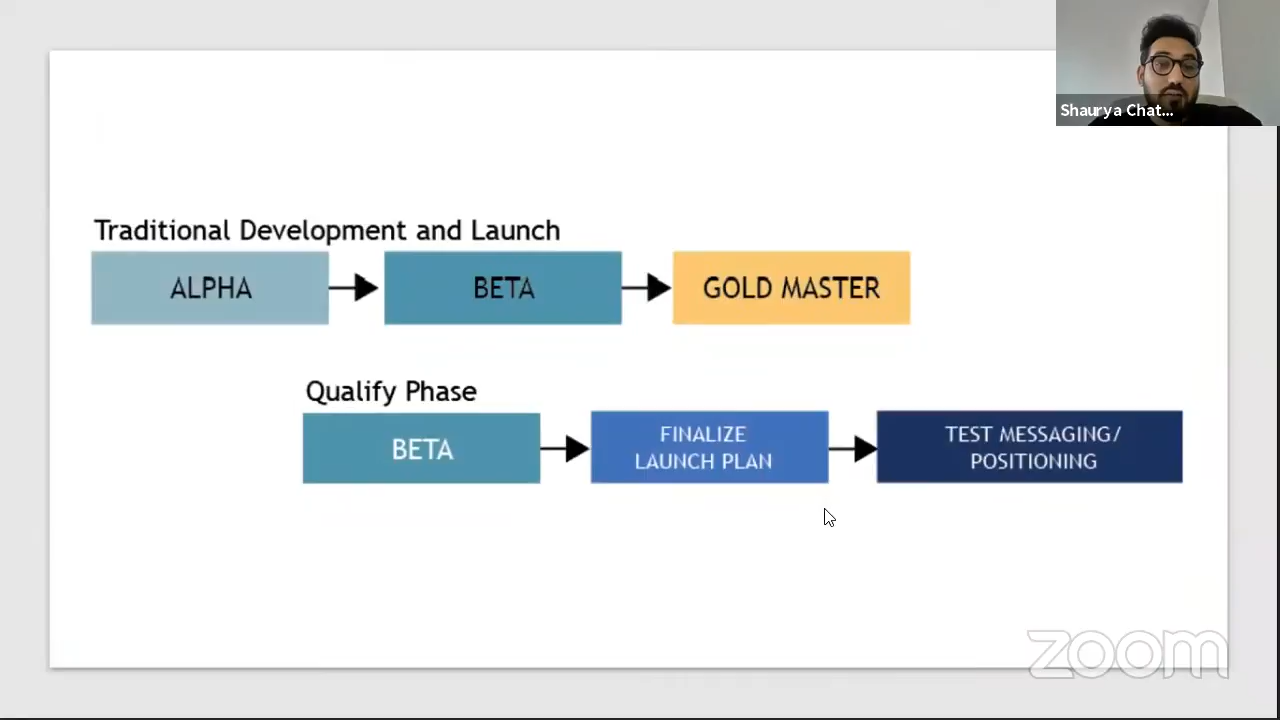 Shaurya Chat...
Traditional Development and Launch
ALPHA
BETA
GOLD MASTER
Qualify Phase
BETA
FINALIZE
LAUNCH PLAN
TEST MESSAGING/
POSITIONING
zoom